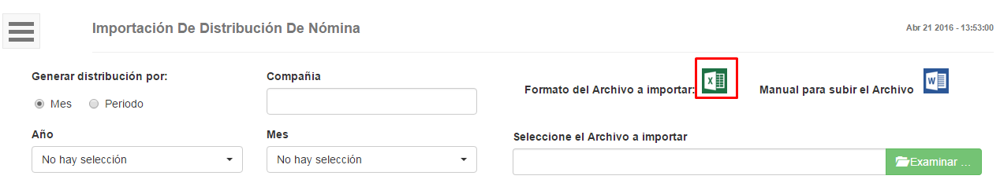 Importación De Distribución De Nómina
Abr 21 2016 - 13:53:00
Generar distribución por:
Mes
Periodo
Compañia
Formato del Archivo a importar:
Manual para subir el Archivo
Año
No hay selección
Mes
No hay selección
Seleccione el Archivo a importar
Examinar ...